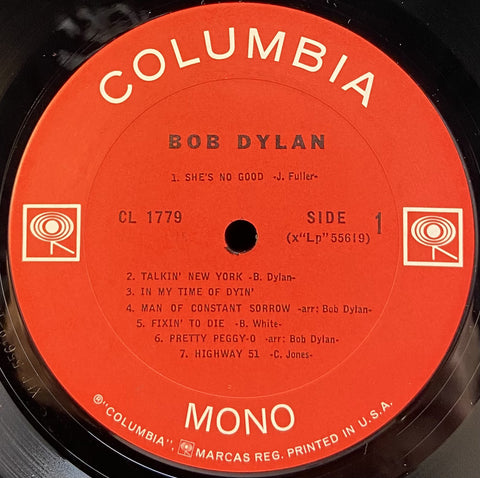 COLUMBIA
BOB DYLAN
1. SHE'S NO GOOD -J. Fuller-
CL 1779
SIDE 1
(x"Lp"55619)
2. TALKIN' NEW YORK -B. Dylan-
3. IN MY TIME OF DYIN'
4. MAN OF CONSTANT SORROW -arr: Bob Dylan-
5. FIXIN' TO DIE -B. White-
6. PRETTY PEGGY-O -arr: Bob Dylan-
7. HIGHWAY 51 -C. Jones-
MONO
®"COLUMBIA", MARCAS REG. PRINTED IN U.S.A.